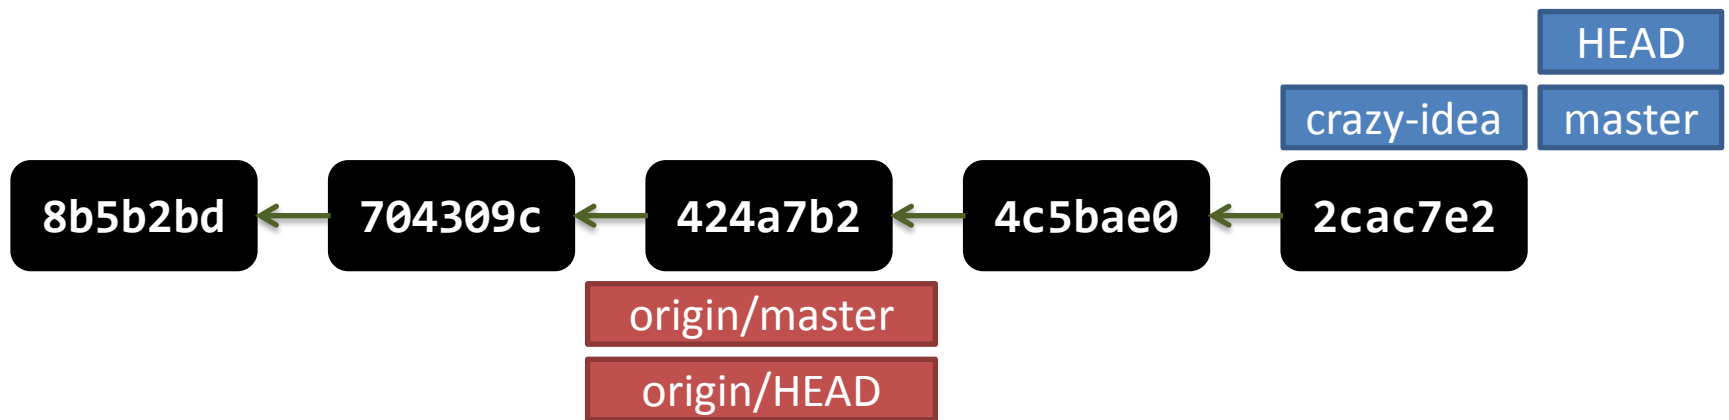 HEAD
crazy-idea master
8b5b2bd 704309c 424a7b2 4c5bae0 2cac7e2
origin/master
origin/HEAD